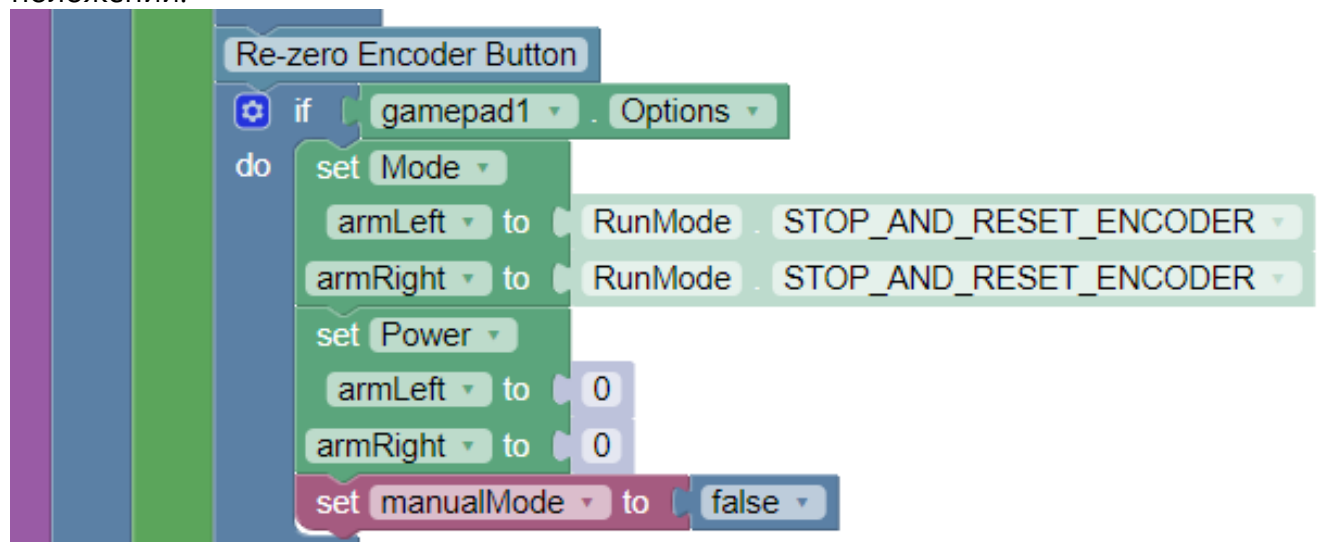 положении.
Re-zero Encoder Button
if gamepad1 . Options
do set Mode
armLeft to RunMode . STOP_AND_RESET_ENCODER
armRight to RunMode . STOP_AND_RESET_ENCODER
set Power
armLeft to 0
armRight to 0
set manualMode to false